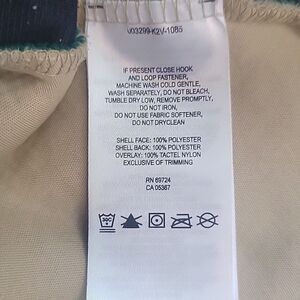 IF PRESENT CLOSE HOOK
AND LOOP FASTENER,
MACHINE WASH COLD GENTLE,
WASH SEPARATELY, DO NOT BLEACH,
TUMBLE DRY LOW, REMOVE PROMPTLY,
DO NOT IRON,
DO NOT USE FABRIC SOFTENER,
DO NOT DRYCLEAN
SHELL FACE: 100% POLYESTER
SHELL BACK: 100% POLYESTER
OVERLAY: 100% TACTEL NYLON
EXCLUSIVE OF TRIMMING
RN 69724
CA 05367